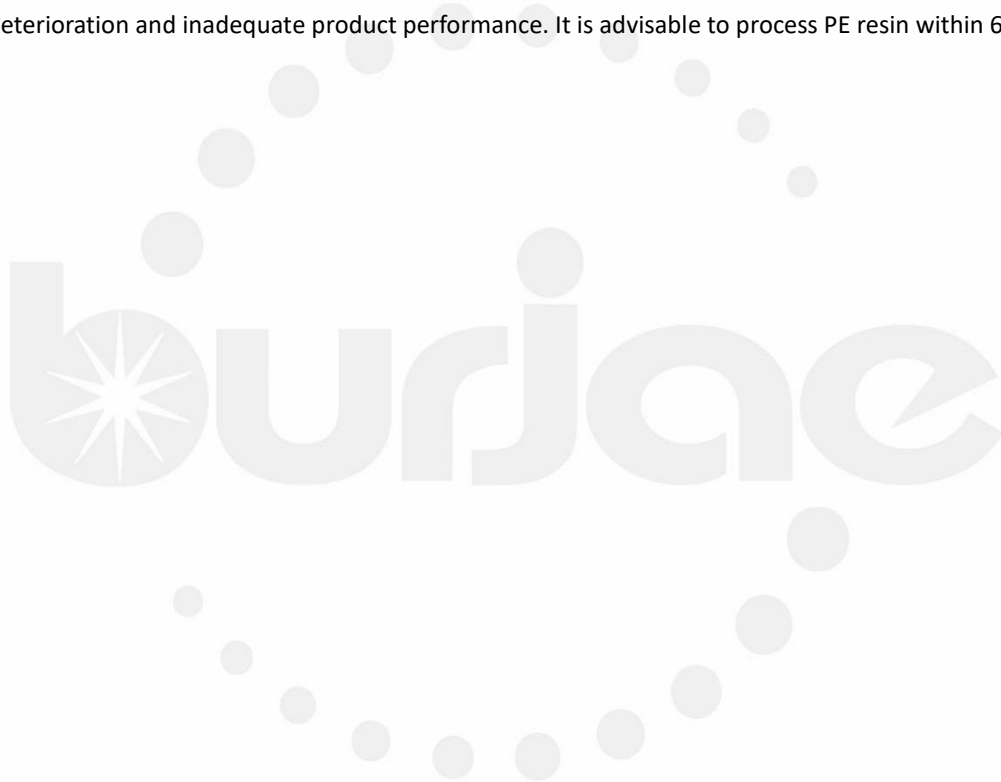 eterioration and inadequate product performance. It is advisable to process PE resin within 6
burjae